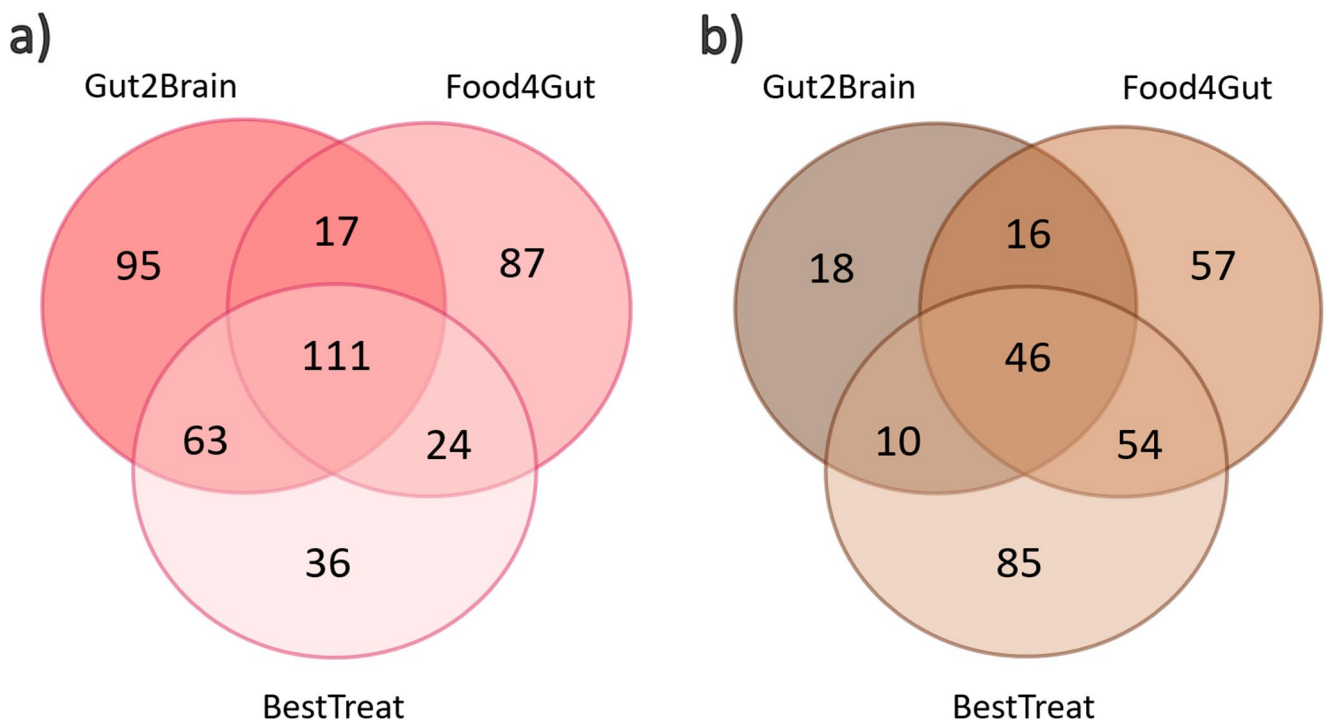 a)
Gut2Brain
Food4Gut
17
95
87
111
63
24
36
BestTreat
b)
Gut2Brain
Food4Gut
16
18
57
46
10
54
85
BestTreat